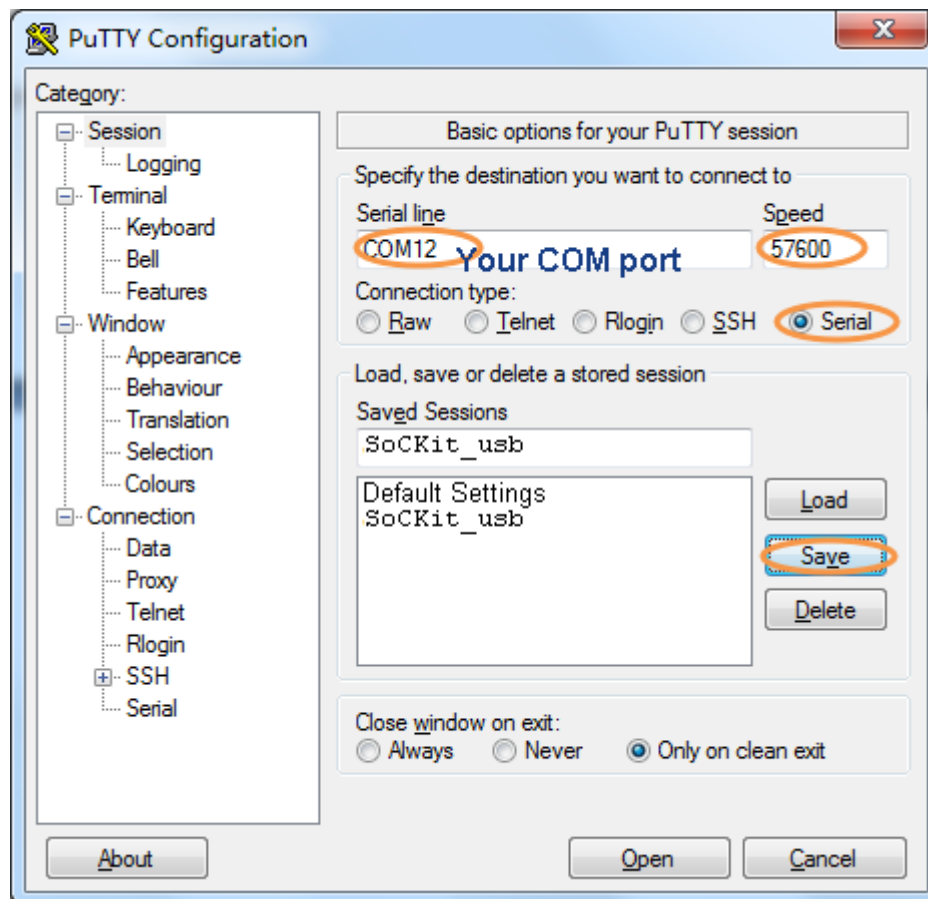 PuTTY Configuration
Category:
Session
Logging
Terminal
Keyboard
Bell
Features
Window
Appearance
Behaviour
Translation
Selection
Colours
Connection
Data
Proxy
Telnet
Rlogin
SSH
Serial
Basic options for your PuTTY session
Specify the destination you want to connect to
Serial line Speed
COM12 Your COM port 57600
Connection type:
Raw Telnet Rlogin SSH Serial
Load, save or delete a stored session
Saved Sessions
SoCKit_usb
Default Settings
SoCKit_usb
Load
Save
Delete
Close window on exit:
Always Never Only on clean exit
About Open Cancel